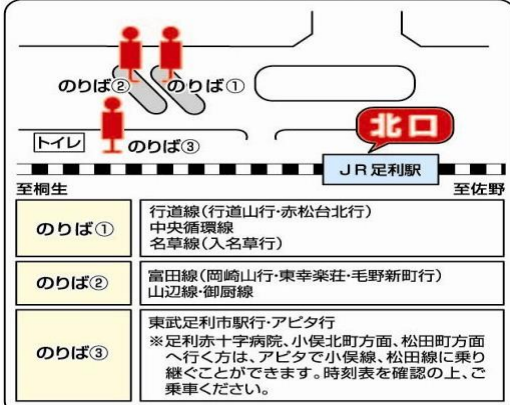 のりば②
のりば①
北口
トイレ
のりば③
JR足利駅
至桐生
至佐野
のりば①
行道線(行道山行・赤松台北行)
中央循環線
名草線(入名草行)
のりば②
富田線(岡崎山行・東幸楽荘・毛野新町行)
山辺線・御厨線
のりば③
東武足利市駅行・アピタ行
※足利赤十字病院、小俣北町方面、松田町方面
へ行く方は、アピタで小俣線、松田線に乗り
継ぐことができます。時刻表を確認の上、ご
乗車ください。